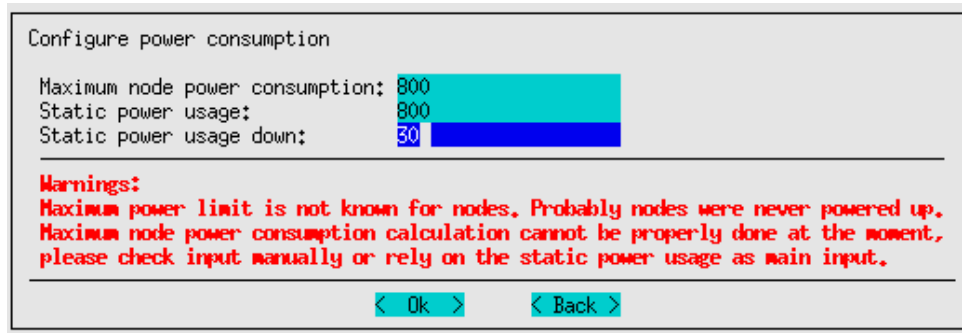 Configure power consumption
Maximum node power consumption: 800
Static power usage: 800
Static power usage down: 30
Warnings:
Maximum power limit is not known for nodes. Probably nodes were never powered up.
Maximum node power consumption calculation cannot be properly done at the moment,
please check input manually or rely on the static power usage as main input.
< Ok > < Back >